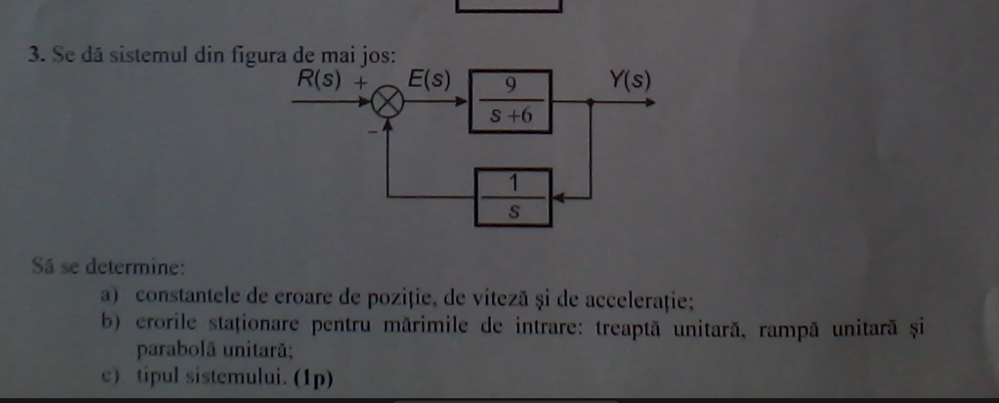 3. Se dă sistemul din figura de mai jos:
R(s) + E(s) 9 Y(s)
s +6
–
1
s
Să se determine:
a) constantele de eroare de poziție, de viteză și de accelerație;
b) erorile staționare pentru mărimile de intrare: treaptă unitară, rampă unitară și
parabolă unitară;
c) tipul sistemului. (1p)